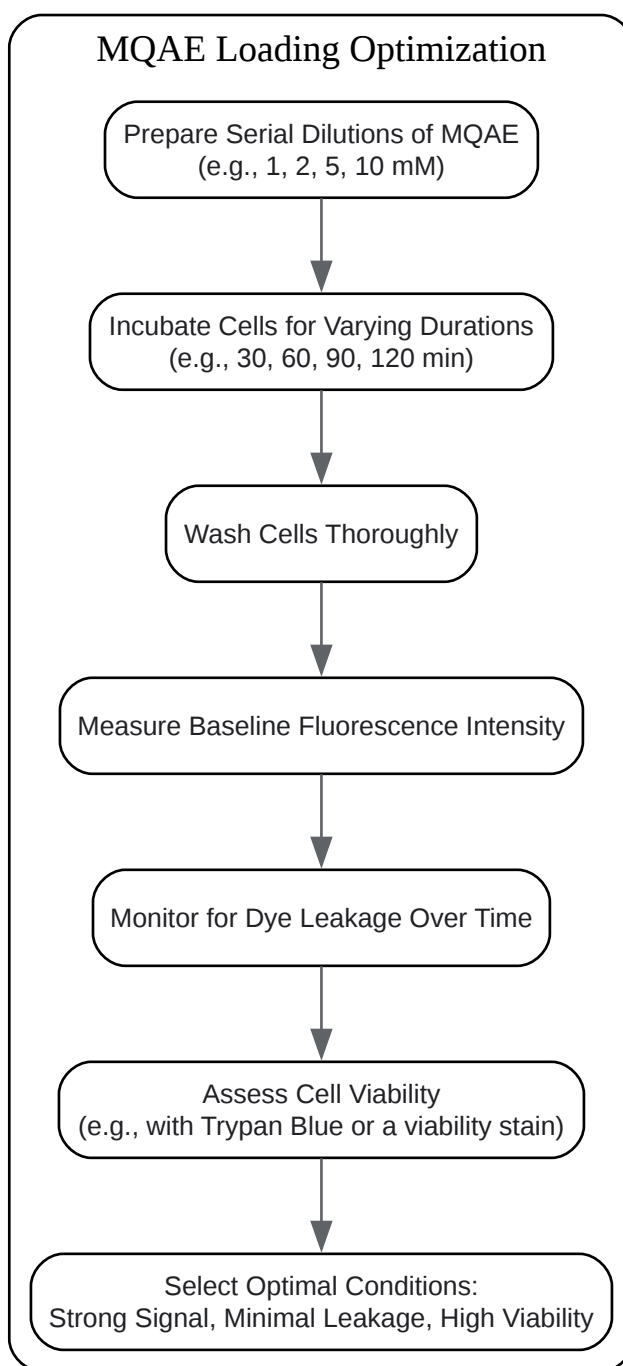 MQAE Loading Optimization
Prepare Serial Dilutions of MQAE
(e.g., 1, 2, 5, 10 mM)
Incubate Cells for Varying Durations
(e.g., 30, 60, 90, 120 min)
Wash Cells Thoroughly
Measure Baseline Fluorescence Intensity
Monitor for Dye Leakage Over Time
Assess Cell Viability
(e.g., with Trypan Blue or a viability stain)
Select Optimal Conditions:
Strong Signal, Minimal Leakage, High Viability